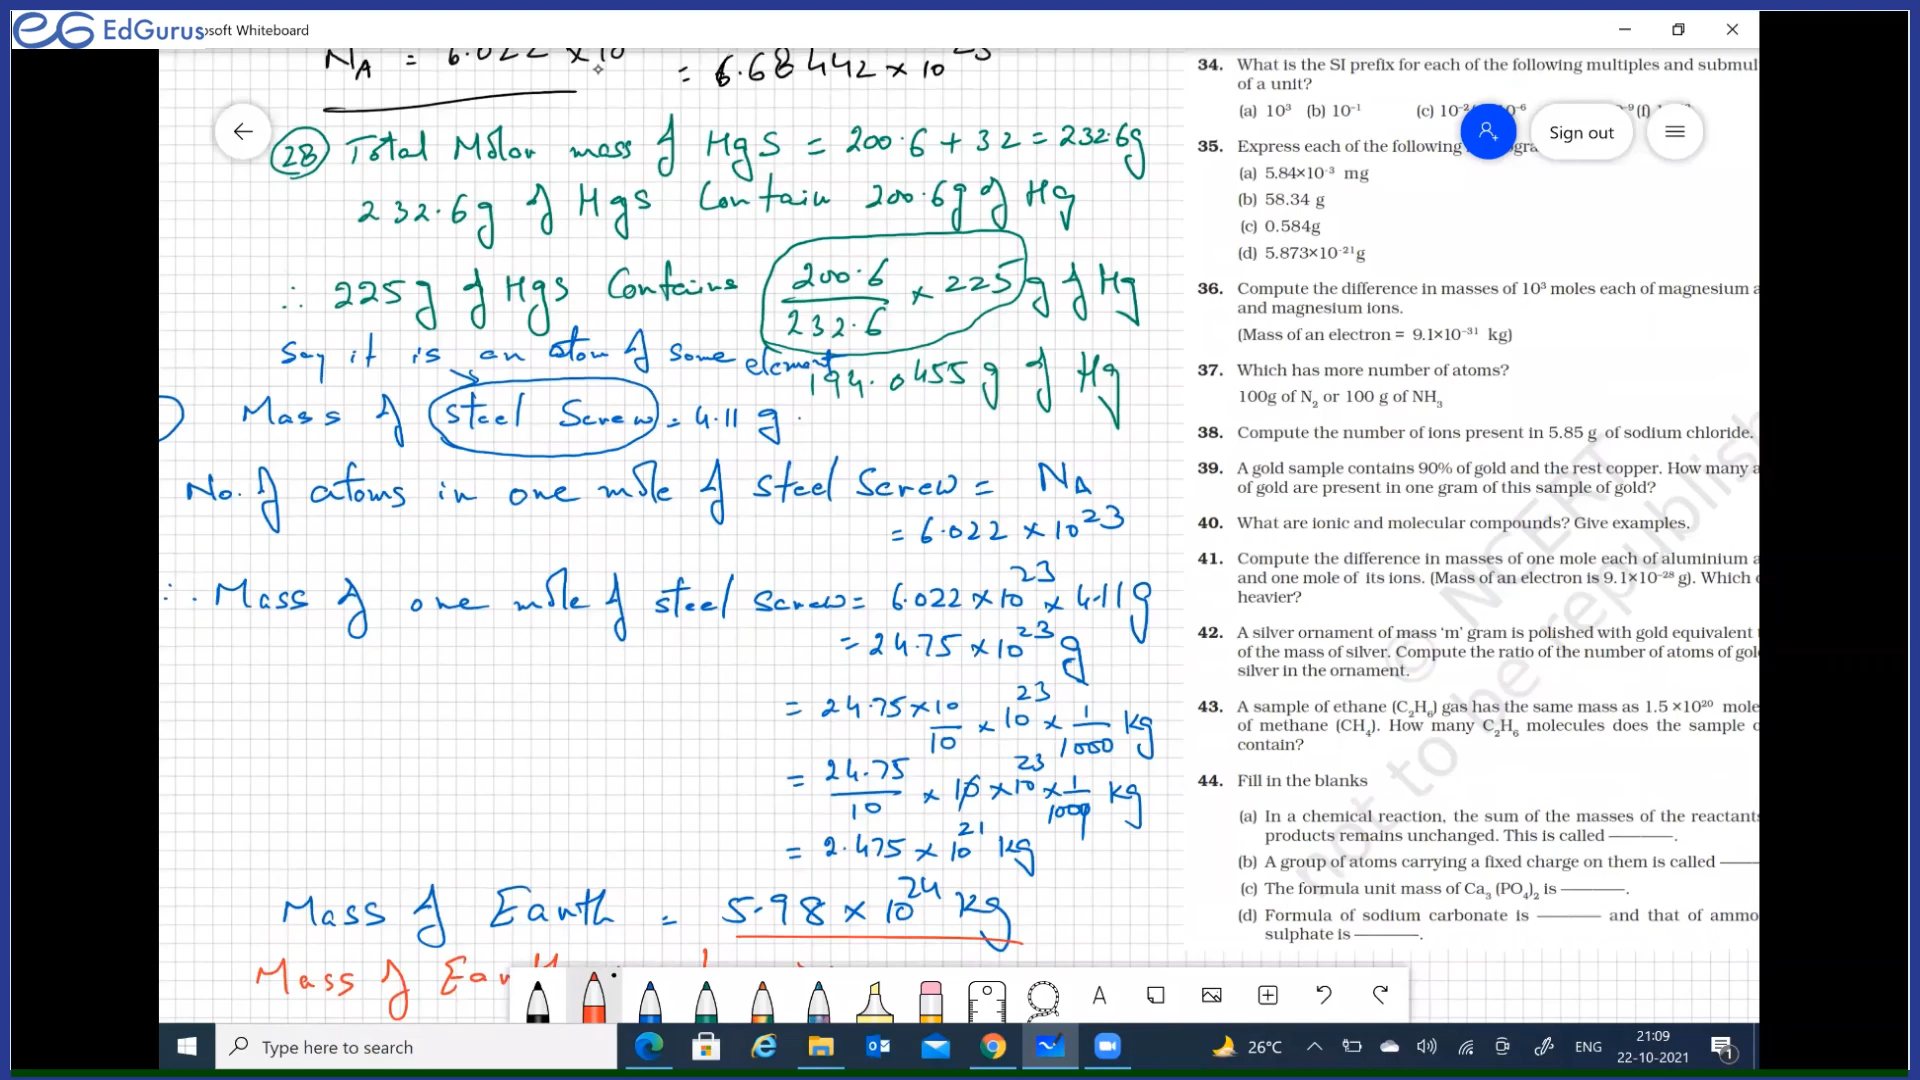 EdGurus
osoft Whiteboard
NA = 6.022 × 10
= 6.68442 × 10 23
28 Total Molar mass of HgS = 200.6 + 32 = 232.6g
232.6g of HgS Contain 200.6g of Hg
∴ 225g of HgS Contains 200.6/232.6 × 225 g of Hg
194.0455 g of Hg
Say it is an atom of some element
Mass of steel Screw = 4.11 g.
No. of atoms in one mole of steel Screw = NA
= 6.022 × 10^23
∴ Mass of one mole of steel screw = 6.022 × 10^23 × 4.11g
= 24.75 × 10^23 g
= 24.75 × 10/10 × 10^23 × 1/1000 kg
= 24.75/10 × 10 × 10^23 × 1/1000 kg
= 2.475 × 10^21 kg
Mass of Earth = 5.98 × 10^24 kg
Mass of Ear
Sign out
34. What is the SI prefix for each of the following multiples and submul
of a unit?
(a) 10³ (b) 10⁻¹ (c) 10⁻²
35. Express each of the following
(a) 5.84×10⁻³ mg
(b) 58.34 g
(c) 0.584g
(d) 5.873×10⁻²¹g
36. Compute the difference in masses of 10³ moles each of magnesium a
and magnesium ions.
(Mass of an electron = 9.1×10⁻³¹ kg)
37. Which has more number of atoms?
100g of N₂ or 100 g of NH₃
38. Compute the number of ions present in 5.85 g of sodium chloride.
39. A gold sample contains 90% of gold and the rest copper. How many a
of gold are present in one gram of this sample of gold?
40. What are ionic and molecular compounds? Give examples.
41. Compute the difference in masses of one mole each of aluminium a
and one mole of its ions. (Mass of an electron is 9.1×10⁻²⁸ g). Which
heavier?
42. A silver ornament of mass ‘m’ gram is polished with gold equivalent
of the mass of silver. Compute the ratio of the number of atoms of gol
silver in the ornament.
43. A sample of ethane (C₂H₆) gas has the same mass as 1.5 ×10²⁰ mole
of methane (CH₄). How many C₂H₆ molecules does the sample
contain?
44. Fill in the blanks
(a) In a chemical reaction, the sum of the masses of the reactants
products remains unchanged. This is called ———.
(b) A group of atoms carrying a fixed charge on them is called ——
(c) The formula unit mass of Ca₃ (PO₄)₂ is ———.
(d) Formula of sodium carbonate is ——— and that of ammo
sulphate is ———.
© NCERT
not to be republish
Type here to search
26°C
ENG
21:09
22-10-2021
1